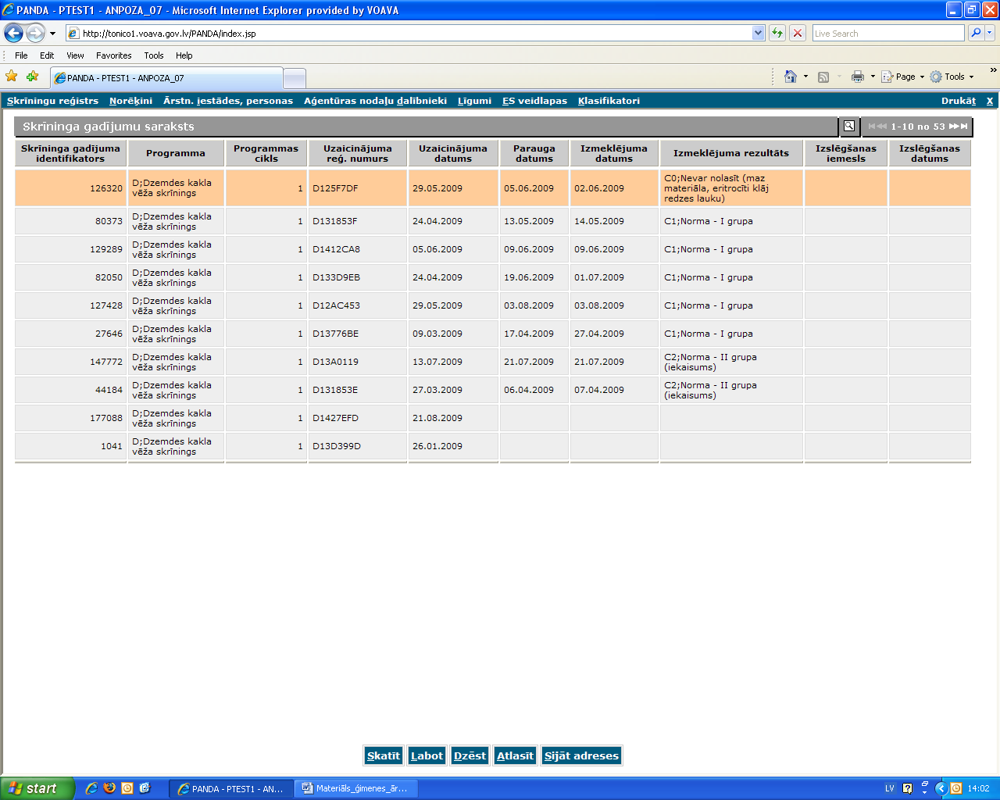 PANDA - PTEST1 - ANPOZA_07 - Microsoft Internet Explorer provided by VOAVA
http://tonico1.voava.gov.lv/PANDA/index.jsp
Live Search
File Edit View Favorites Tools Help
PANDA - PTEST1 - ANPOZA_07
Page Tools
Skrīningu reģistrs Norēķini Ārstn. iestādes, personas Aģentūras nodaļu dalībnieki Līgumi ES veidlapas Klasifikatori Drukāt X
Skrīninga gadījumu saraksts 1-10 no 53
Skrīninga gadījuma identifikators Programma Programmas cikls Uzaicinājuma reģ. numurs Uzaicinājuma datums Parauga datums Izmeklējuma datums Izmeklējuma rezultāts Izslēgšanas iemesls Izslēgšanas datums
126320 D;Dzemdes kakla vēža skrīnings 1 D125F7DF 29.05.2009 05.06.2009 02.06.2009 C0;Nevar nolasīt (maz materiāla, eritrocīti klāj redzes lauku)
80373 D;Dzemdes kakla vēža skrīnings 1 D131853F 24.04.2009 13.05.2009 14.05.2009 C1;Norma - I grupa
129289 D;Dzemdes kakla vēža skrīnings 1 D1412CA8 05.06.2009 09.06.2009 09.06.2009 C1;Norma - I grupa
82050 D;Dzemdes kakla vēža skrīnings 1 D133D9EB 24.04.2009 19.06.2009 01.07.2009 C1;Norma - I grupa
127428 D;Dzemdes kakla vēža skrīnings 1 D12AC453 29.05.2009 03.08.2009 03.08.2009 C1;Norma - I grupa
27646 D;Dzemdes kakla vēža skrīnings 1 D13776BE 09.03.2009 17.04.2009 27.04.2009 C1;Norma - I grupa
147772 D;Dzemdes kakla vēža skrīnings 1 D13A0119 13.07.2009 21.07.2009 21.07.2009 C2;Norma - II grupa (iekaisums)
44184 D;Dzemdes kakla vēža skrīnings 1 D131853E 27.03.2009 06.04.2009 07.04.2009 C2;Norma - II grupa (iekaisums)
177088 D;Dzemdes kakla vēža skrīnings 1 D1427EFD 21.08.2009
1041 D;Dzemdes kakla vēža skrīnings 1 D13D399D 26.01.2009
Skatīt Labot Dzēst Atlasīt Sijāt adreses
start PANDA - PTEST1 - AN... Materiāls_ģimenes_ār... LV 14:02